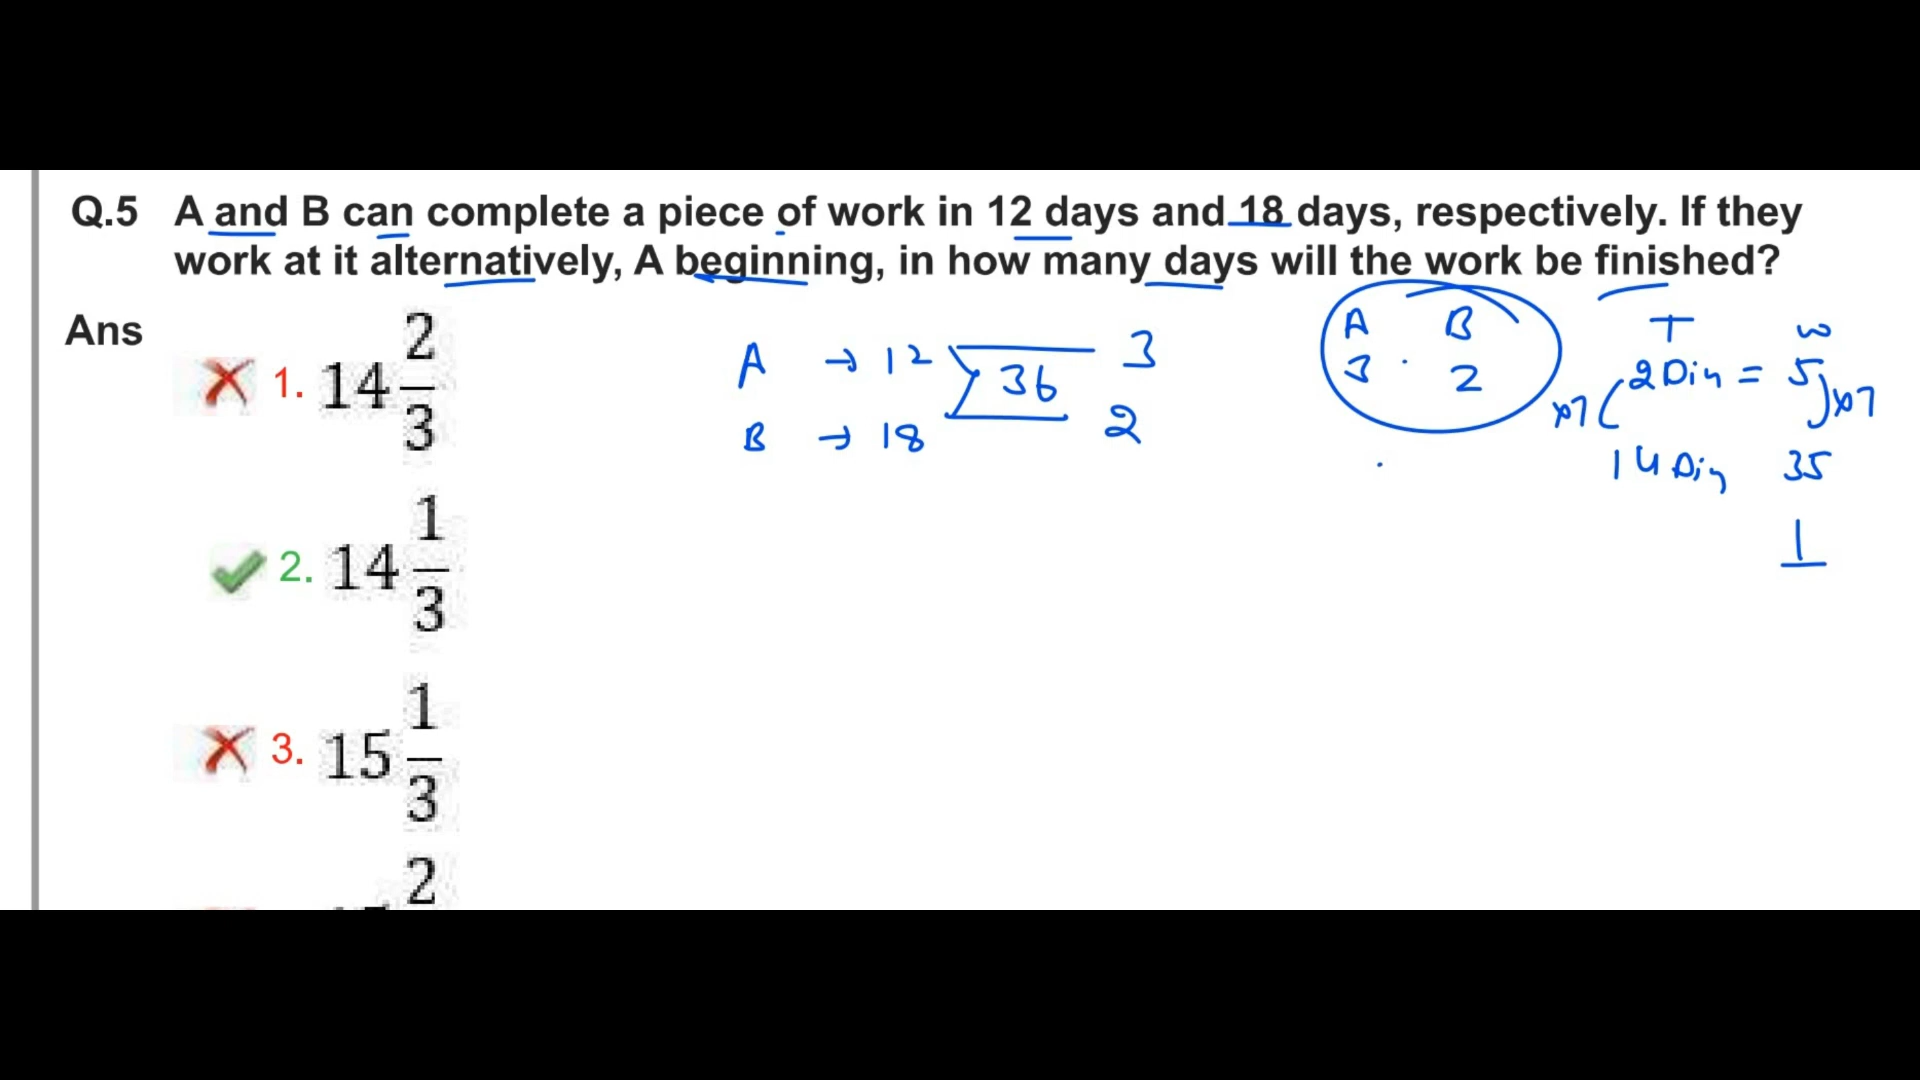 Q.5 A and B can complete a piece of work in 12 days and 18 days, respectively. If they
work at it alternatively, A beginning, in how many days will the work be finished?
Ans
1. 14 2/3
2. 14 1/3
3. 15 1/3
2
A → 12
B → 18
36
3
2
A B
3 . 2
T w
x7 ( 2 Din = 5 ) x7
14 Din 35
1